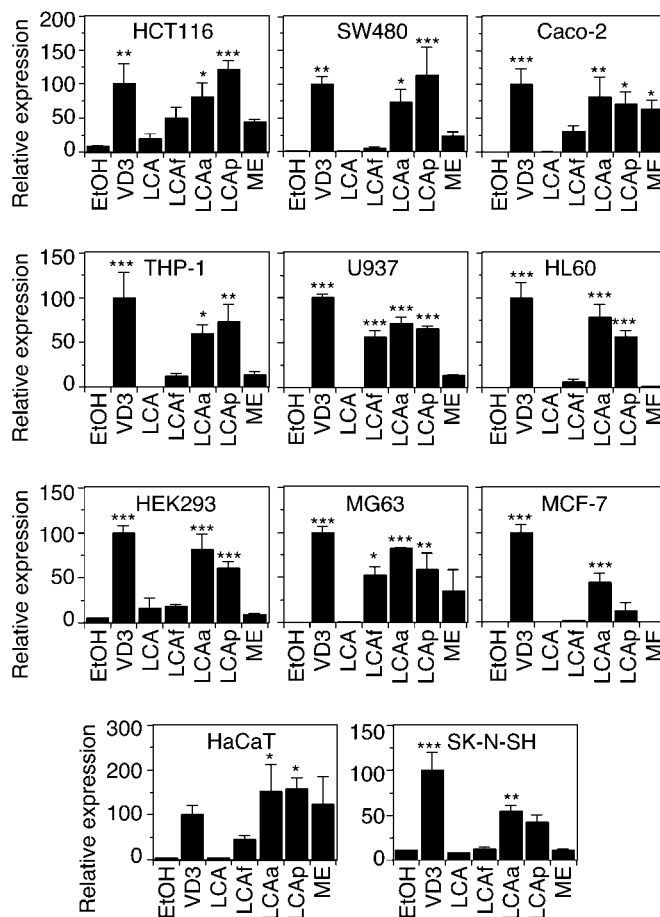 Relative expression
200
150
100
50
0
HCT116
** * ***
EtOH VD3 LCA LCAf LCAa LCAp ME
SW480
** * ***
EtOH VD3 LCA LCAf LCAa LCAp ME
Caco-2
*** ** * *
EtOH VD3 LCA LCAf LCAa LCAp ME
Relative expression
150
100
50
0
THP-1
*** * **
EtOH VD3 LCA LCAf LCAa LCAp ME
U937
*** *** *** ***
EtOH VD3 LCA LCAf LCAa LCAp ME
HL60
*** *** ***
EtOH VD3 LCA LCAf LCAa LCAp ME
Relative expression
150
100
50
0
HEK293
*** *** ***
EtOH VD3 LCA LCAf LCAa LCAp ME
MG63
*** * *** **
EtOH VD3 LCA LCAf LCAa LCAp ME
MCF-7
*** ***
EtOH VD3 LCA LCAf LCAa LCAp ME
Relative expression
300
200
100
0
HaCaT
* *
EtOH VD3 LCA LCAf LCAa LCAp ME
150
100
50
0
SK-N-SH
*** **
EtOH VD3 LCA LCAf LCAa LCAp ME